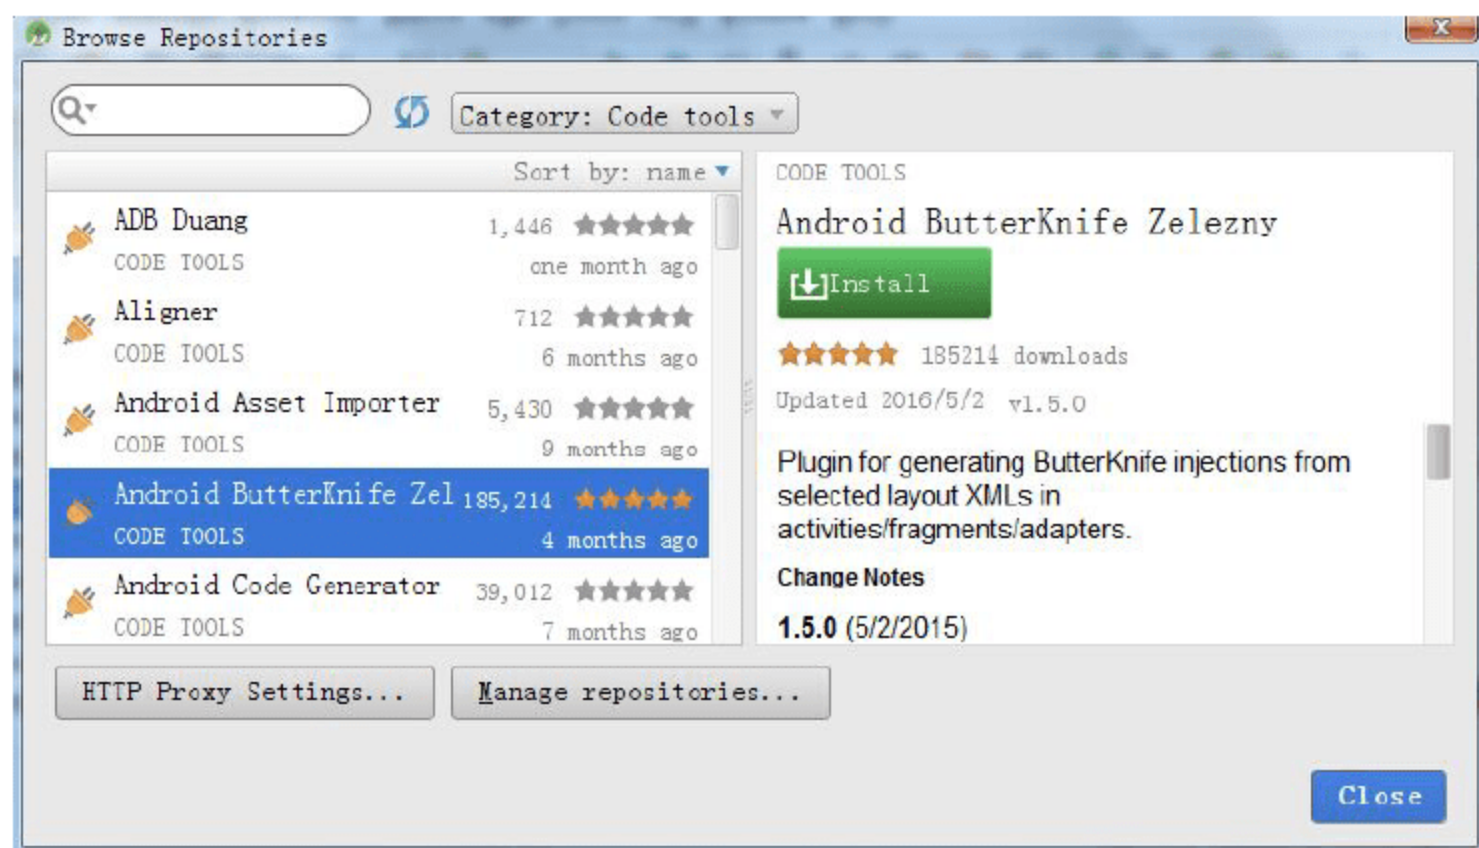 Browse Repositories
Category: Code tools
Sort by: name
ADB Duang 1,446
CODE TOOLS one month ago
Aligner 712
CODE TOOLS 6 months ago
Android Asset Importer 5,430
CODE TOOLS 9 months ago
Android ButterKnife Zel 185,214
CODE TOOLS 4 months ago
Android Code Generator 39,012
CODE TOOLS 7 months ago
CODE TOOLS
Android ButterKnife Zelezny
Install
185214 downloads
Updated 2016/5/2 v1.5.0
Plugin for generating ButterKnife injections from
selected layout XMLs in
activities/fragments/adapters.
Change Notes
1.5.0 (5/2/2015)
HTTP Proxy Settings... Manage repositories...
Close